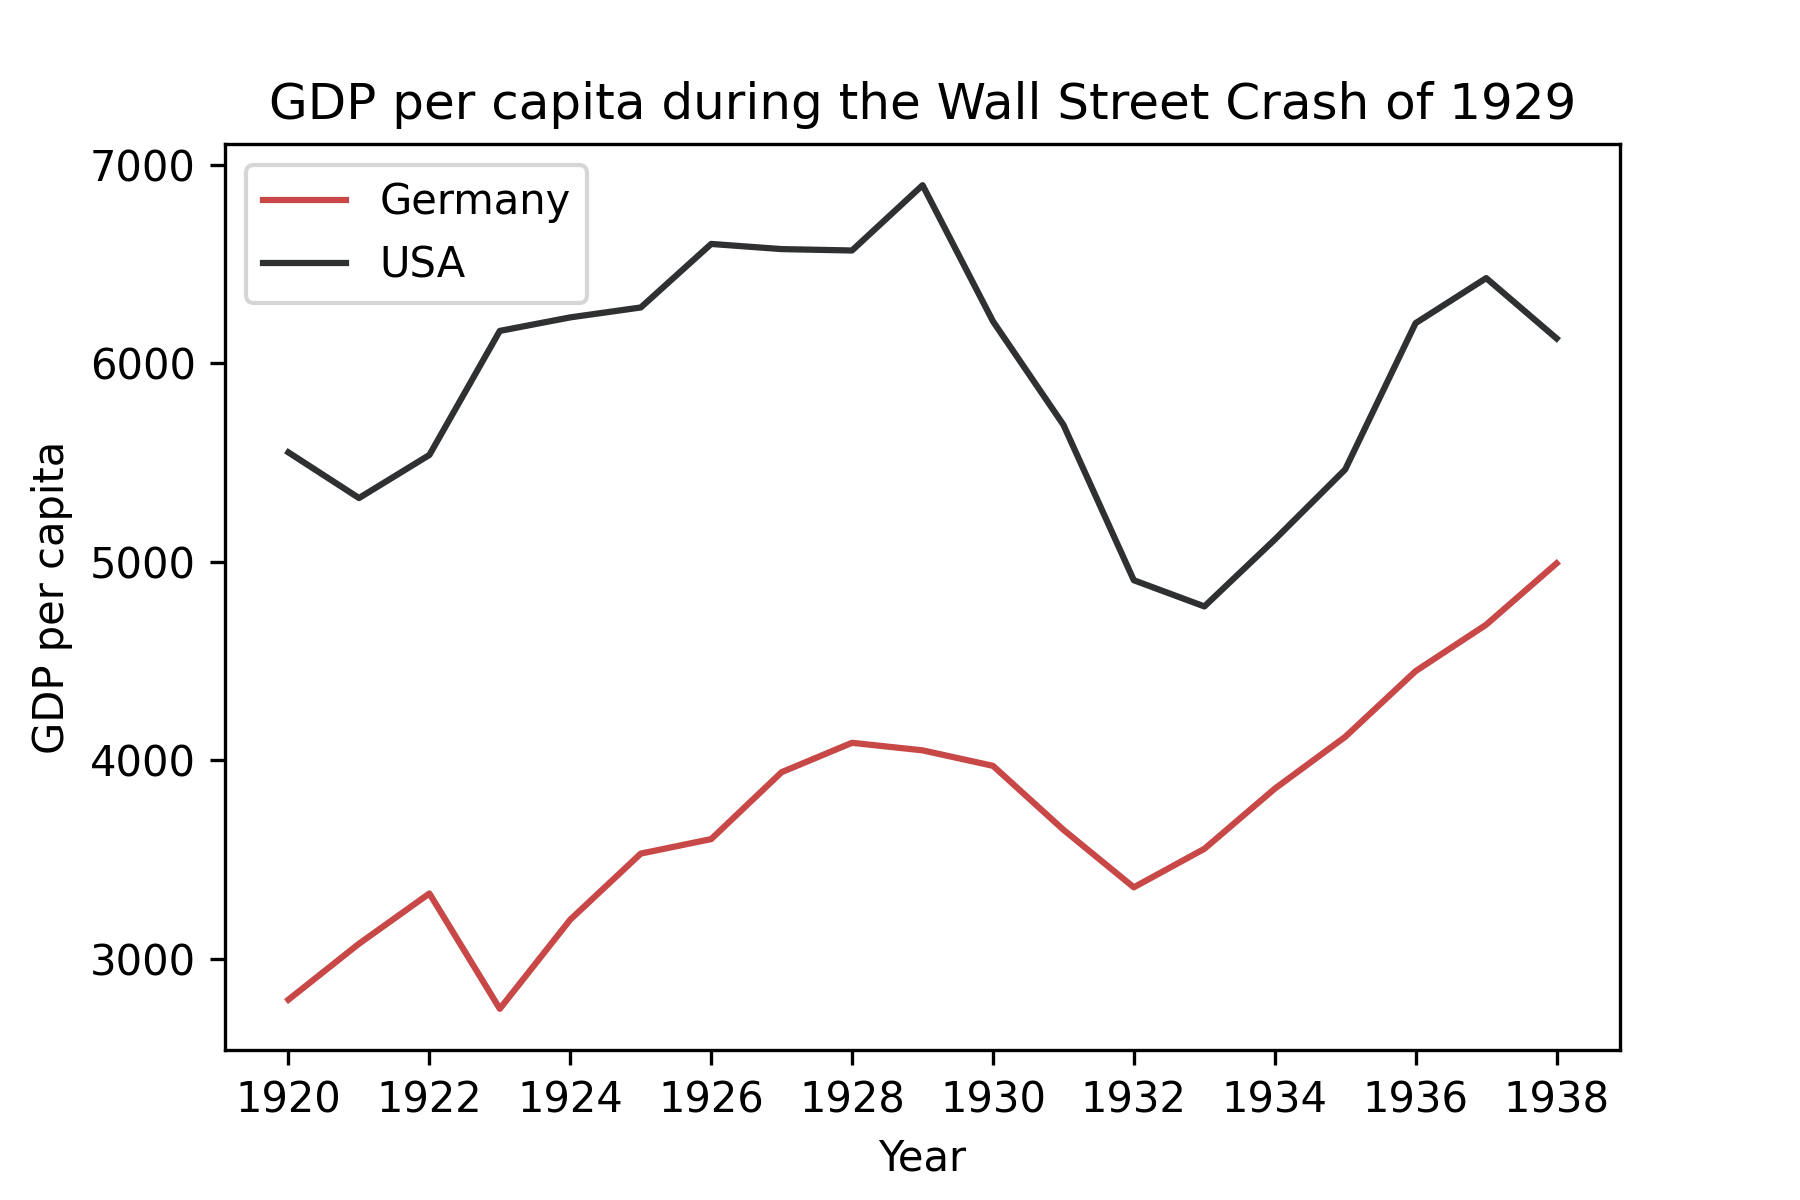 GDP per capita during the Wall Street Crash of 1929
7000
6000
5000
4000
3000
GDP per capita
Germany
USA
1920 1922 1924 1926 1928 1930 1932 1934 1936 1938
Year